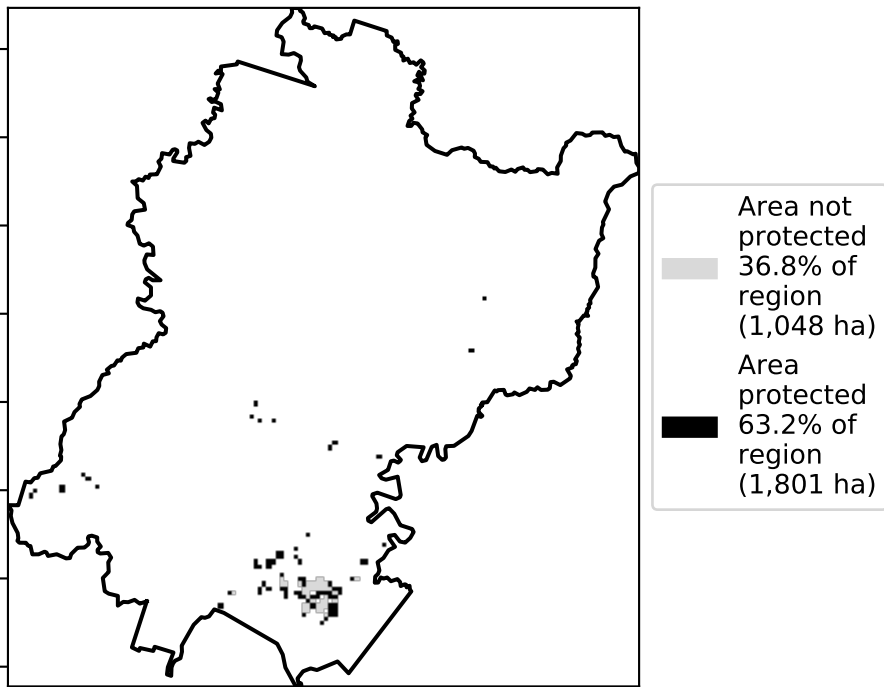 Area not
protected
36.8% of
region
(1,048 ha)
Area
protected
63.2% of
region
(1,801 ha)